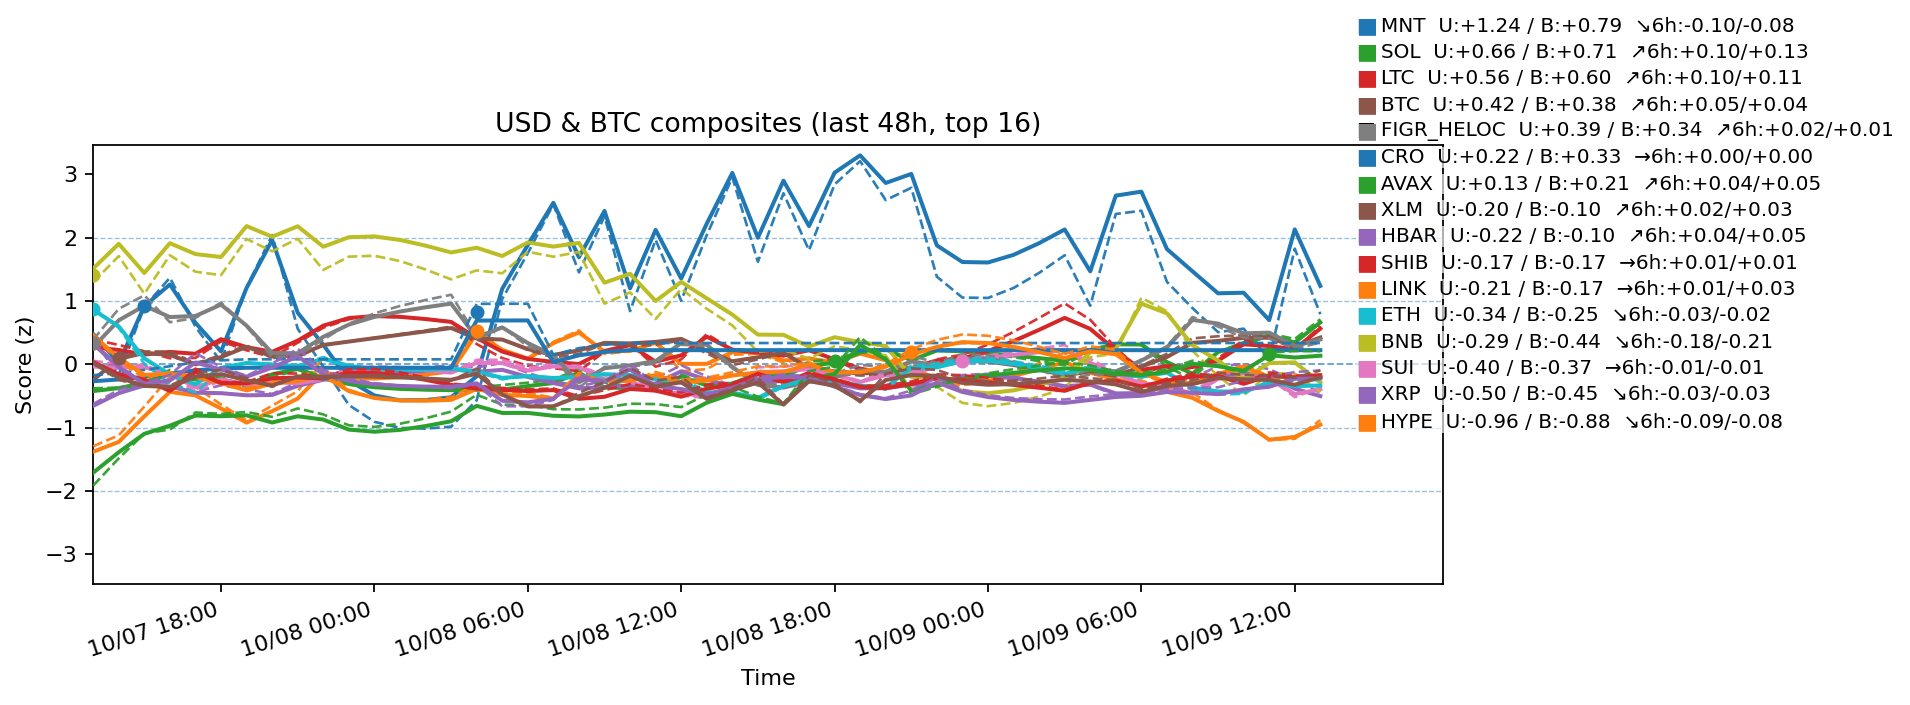 MNT  U:+1.24 / B:+0.79  ↘6h:-0.10/-0.08
SOL  U:+0.66 / B:+0.71  ↗6h:+0.10/+0.13
LTC  U:+0.56 / B:+0.60  ↗6h:+0.10/+0.11
BTC  U:+0.42 / B:+0.38  ↗6h:+0.05/+0.04
FIGR_HELOC  U:+0.39 / B:+0.34  ↗6h:+0.02/+0.01
CRO  U:+0.22 / B:+0.33  →6h:+0.00/+0.00
AVAX  U:+0.13 / B:+0.21  ↗6h:+0.04/+0.05
XLM  U:-0.20 / B:-0.10  ↗6h:+0.02/+0.03
HBAR  U:-0.22 / B:-0.10  ↗6h:+0.04/+0.05
SHIB  U:-0.17 / B:-0.17  →6h:+0.01/+0.01
LINK  U:-0.21 / B:-0.17  →6h:+0.01/+0.03
ETH  U:-0.34 / B:-0.25  ↘6h:-0.03/-0.02
BNB  U:-0.29 / B:-0.44  ↘6h:-0.18/-0.21
SUI  U:-0.40 / B:-0.37  →6h:-0.01/-0.01
XRP  U:-0.50 / B:-0.45  ↘6h:-0.03/-0.03
HYPE  U:-0.96 / B:-0.88  ↘6h:-0.09/-0.08
USD & BTC composites (last 48h, top 16)
Score (z)
3
2
1
0
−1
−2
−3
10/07 18:00
10/08 00:00
10/08 06:00
10/08 12:00
10/08 18:00
10/09 00:00
10/09 06:00
10/09 12:00
Time